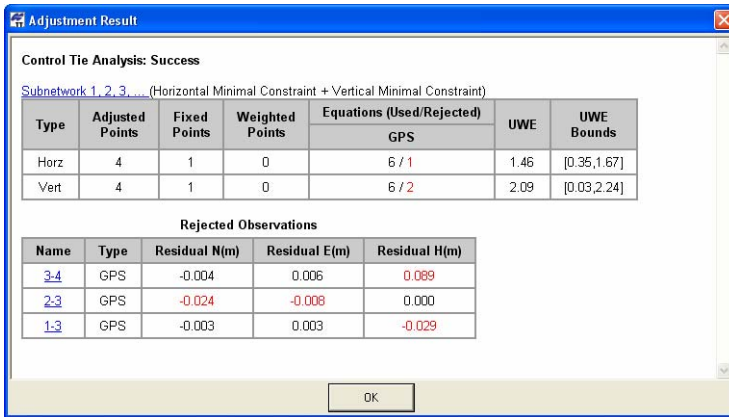 Adjustment Result
Control Tie Analysis: Success
Subnetwork 1, 2, 3, ... (Horizontal Minimal Constraint + Vertical Minimal Constraint)
Type Adjusted Points Fixed Points Weighted Points Equations (Used/Rejected) GPS UWE UWE Bounds
Horz 4 1 0 6 / 1 1.46 [0.35,1.67]
Vert 4 1 0 6 / 2 2.09 [0.03,2.24]
Rejected Observations
Name Type Residual N(m) Residual E(m) Residual H(m)
3-4 GPS -0.004 0.006 0.089
2-3 GPS -0.024 -0.008 0.000
1-3 GPS -0.003 0.003 -0.029
OK